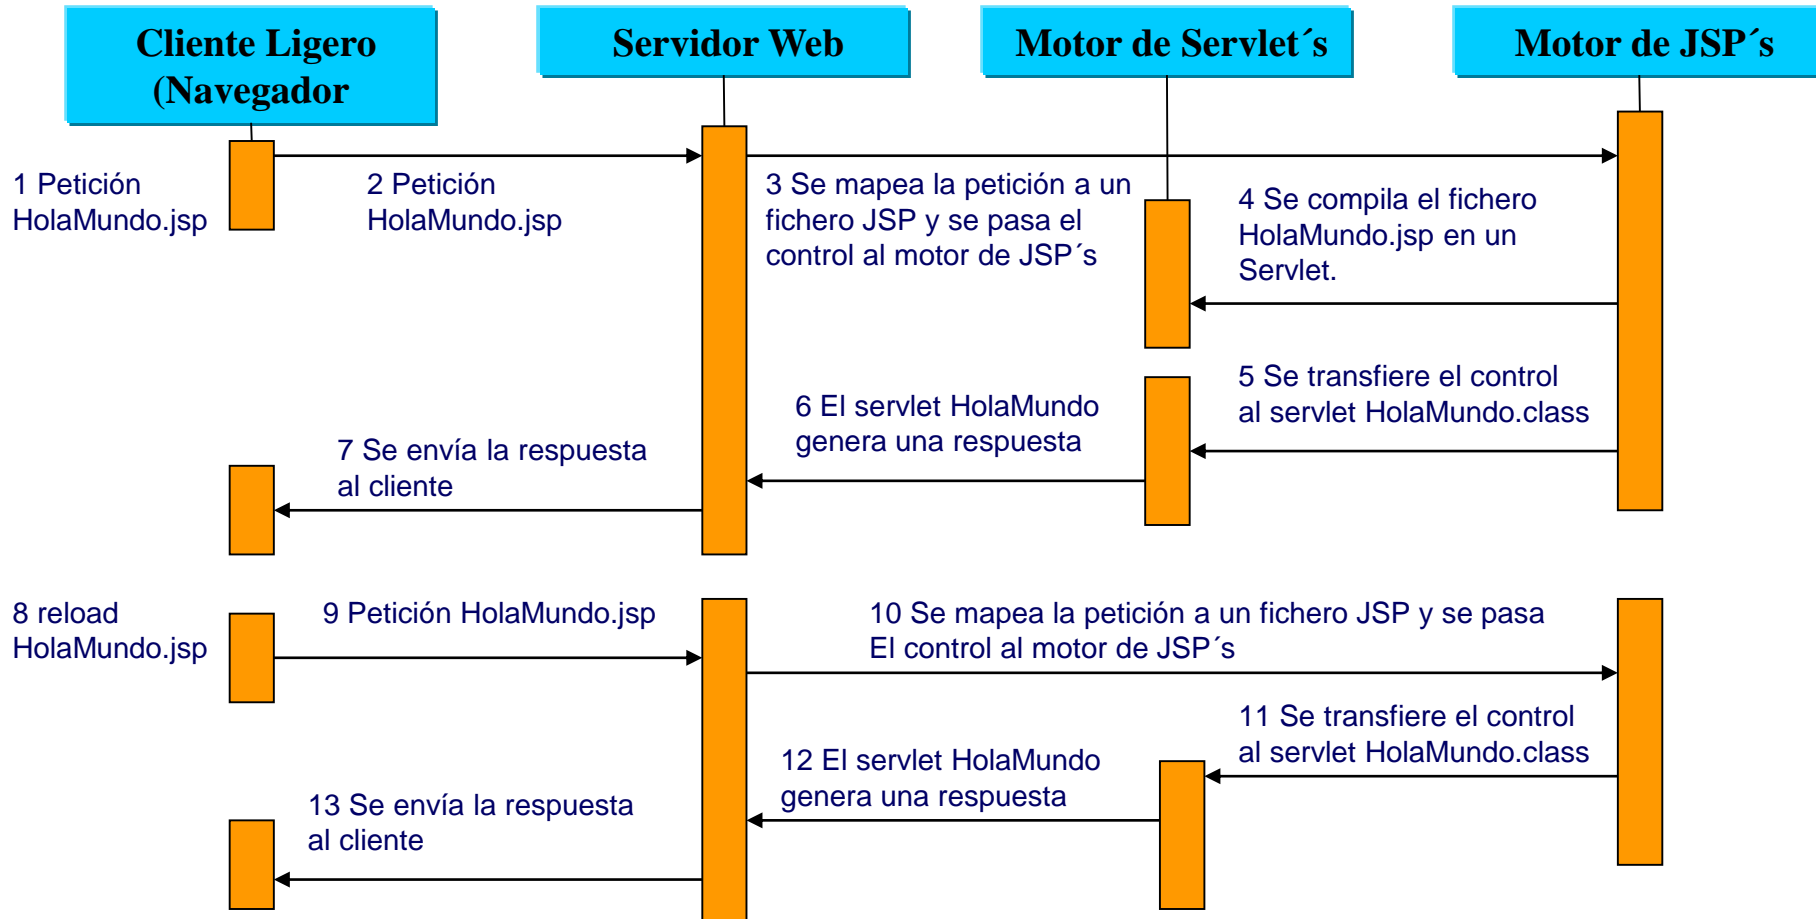 Cliente Ligero
(Navegador
Servidor Web
Motor de Servlet´s
Motor de JSP´s
1 Petición
HolaMundo.jsp
2 Petición
HolaMundo.jsp
3 Se mapea la petición a un
fichero JSP y se pasa el
control al motor de JSP´s
4 Se compila el fichero
HolaMundo.jsp en un
Servlet.
5 Se transfiere el control
al servlet HolaMundo.class
6 El servlet HolaMundo
genera una respuesta
7 Se envía la respuesta
al cliente
8 reload
HolaMundo.jsp
9 Petición HolaMundo.jsp
10 Se mapea la petición a un fichero JSP y se pasa
El control al motor de JSP´s
11 Se transfiere el control
al servlet HolaMundo.class
12 El servlet HolaMundo
genera una respuesta
13 Se envía la respuesta
al cliente